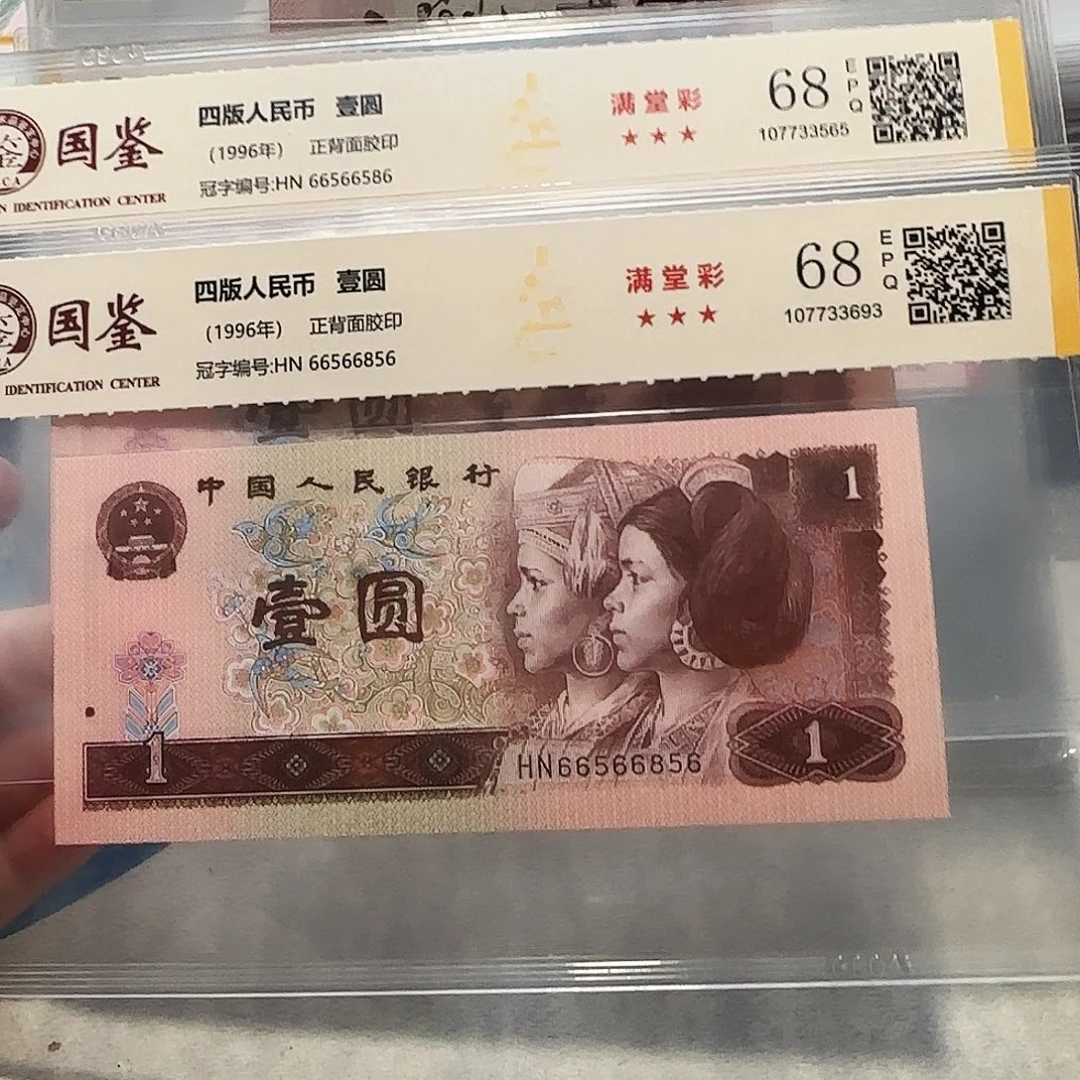 国鉴
N IDENTIFICATION CENTER
四版人民币 壹圆
(1996年) 正背面胶印
冠字编号:HN 66566586
满堂彩
★★★
68
EPQ
107733565
国鉴
IDENTIFICATION CENTER
四版人民币 壹圆
(1996年) 正背面胶印
冠字编号:HN 66566856
满堂彩
★★★
68
EPQ
107733693
中国人民银行
1
壹圆
1
HN66566856
1